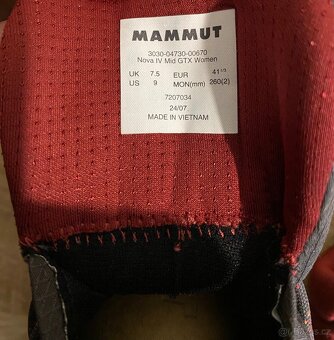 MAMMUT
3030-04730-00670
Nova IV Mid GTX Women
UK 7.5 EUR 41 1/3
US 9 MON(mm) 260(2)
7207034
24/07
MADE IN VIETNAM